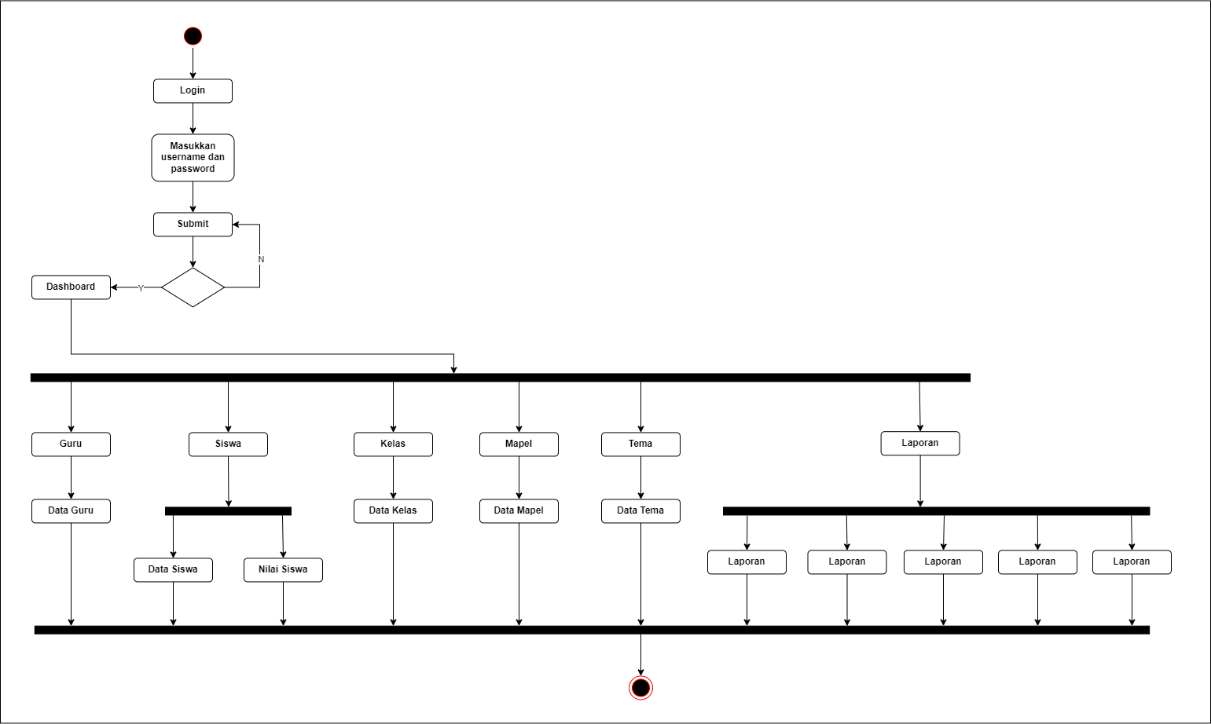 Login
Masukkan
username dan
password
Submit
N
Dashboard
Y
Guru
Siswa
Kelas
Mapel
Tema
Laporan
Data Guru
Data Kelas
Data Mapel
Data Tema
Data Siswa
Nilai Siswa
Laporan
Laporan
Laporan
Laporan
Laporan